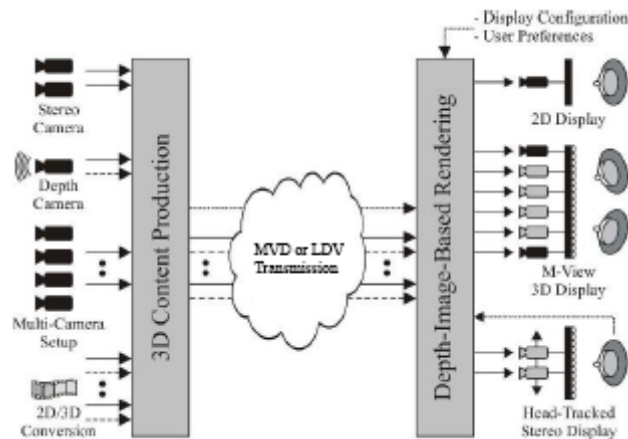 - Display Configuration
- User Preferences
Stereo
Camera
Depth
Camera
Multi-Camera
Setup
2D/3D
Conversion
3D Content Production
MVD or LDV
Transmission
Depth-Image-Based Rendering
2D Display
M-View
3D Display
Head-Tracked
Stereo Display